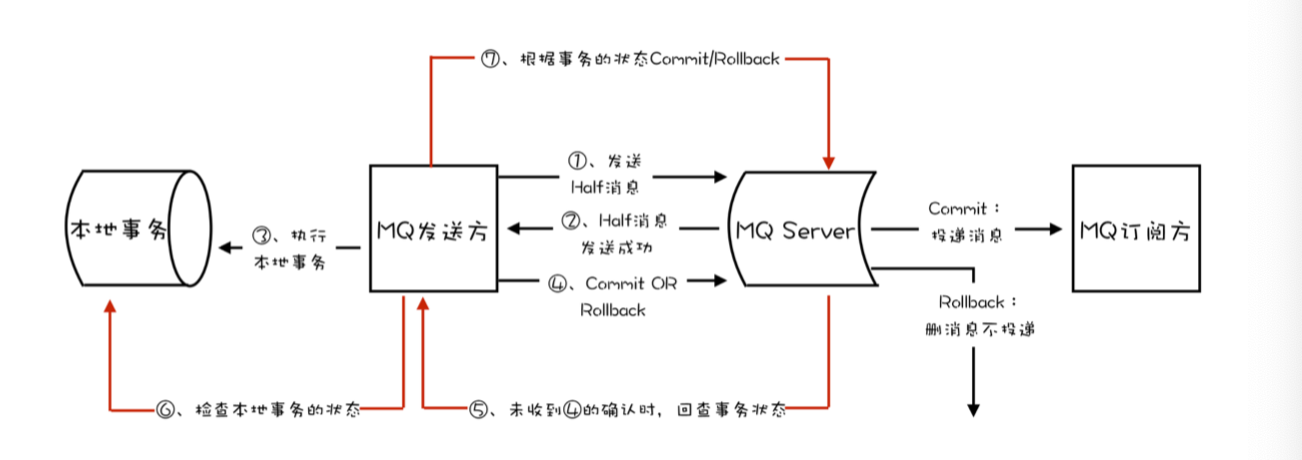 ⑦、根据事务的状态Commit/Rollback
①、发送
Half消息
本地事务
③、执行
本地事务
MQ发送方
②、Half消息
发送成功
MQ Server
Commit：
投递消息
MQ订阅方
④、Commit OR
Rollback
Rollback：
删消息不投递
⑥、检查本地事务的状态
⑤、未收到④的确认时，回查事务状态